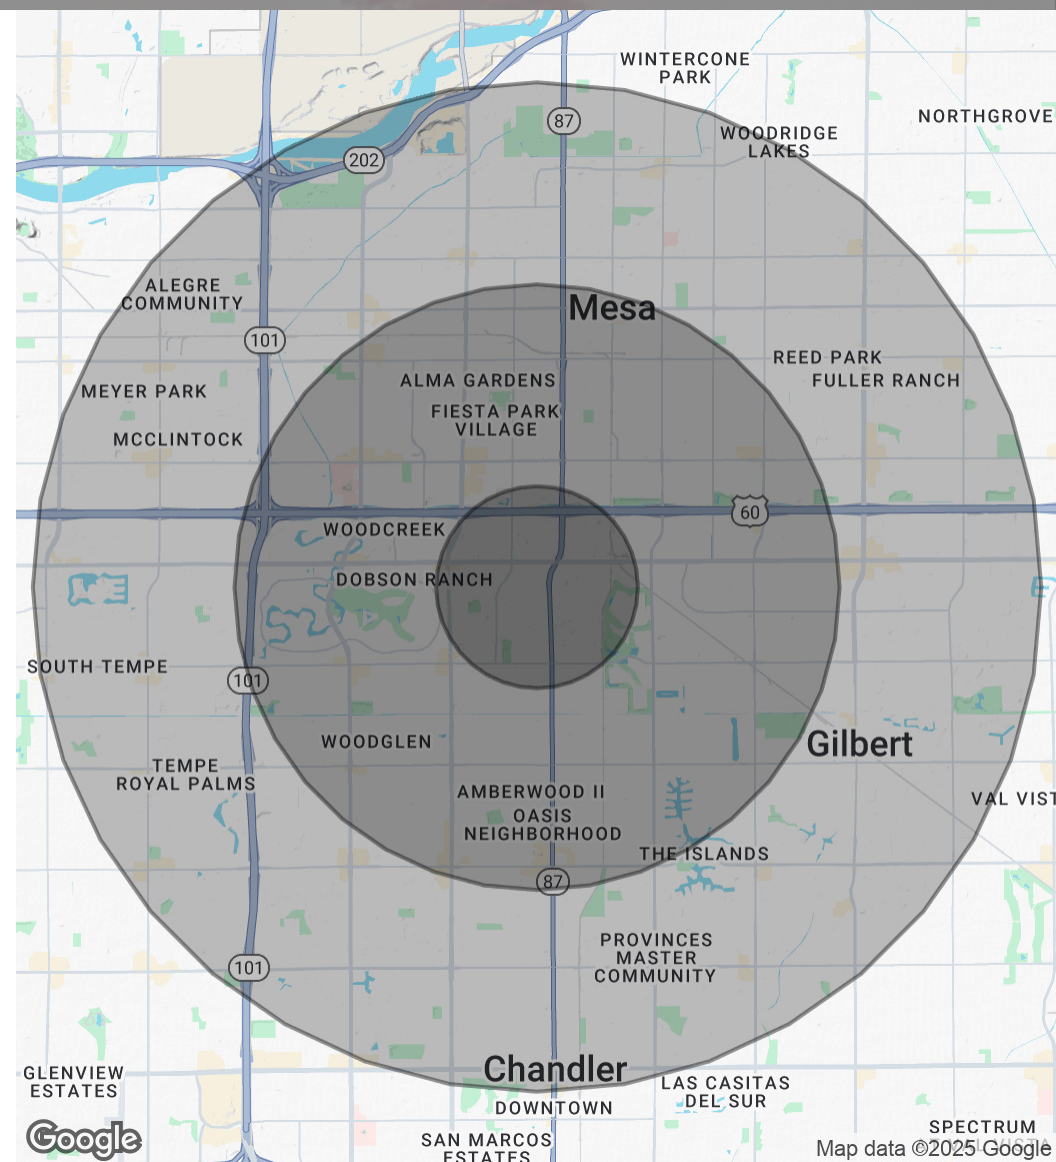 WINTERCONE
PARK
87
NORTHGROVE
WOODRIDGE
LAKES
202
ALEGRE
COMMUNITY
Mesa
101
REED PARK
ALMA GARDENS
FULLER RANCH
MEYER PARK
FIESTA PARK
VILLAGE
MCCLINTOCK
60
WOODCREEK
DOBSON RANCH
SOUTH TEMPE
101
WOODGLEN
Gilbert
TEMPE
ROYAL PALMS
AMBERWOOD II
VAL VIST
OASIS
NEIGHBORHOOD
THE ISLANDS
87
PROVINCES
MASTER
COMMUNITY
101
Chandler
GLENVIEW
ESTATES
LAS CASITAS
DEL SUR
DOWNTOWN
SPECTRUM
Google
SAN MARCOS
ESTATES
Map data ©2025 Google